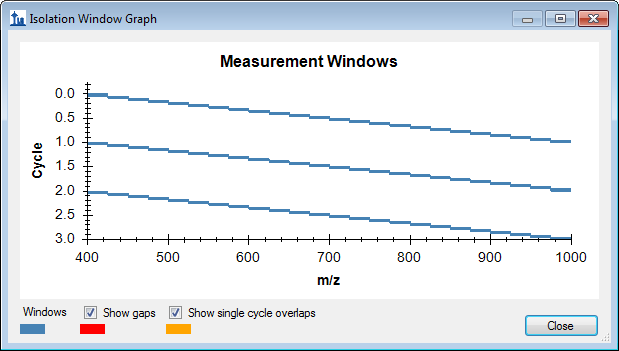 Isolation Window Graph
Measurement Windows
Cycle
0.0
0.5
1.0
1.5
2.0
2.5
3.0
400 500 600 700 800 900 1000
m/z
Windows Show gaps Show single cycle overlaps
Close